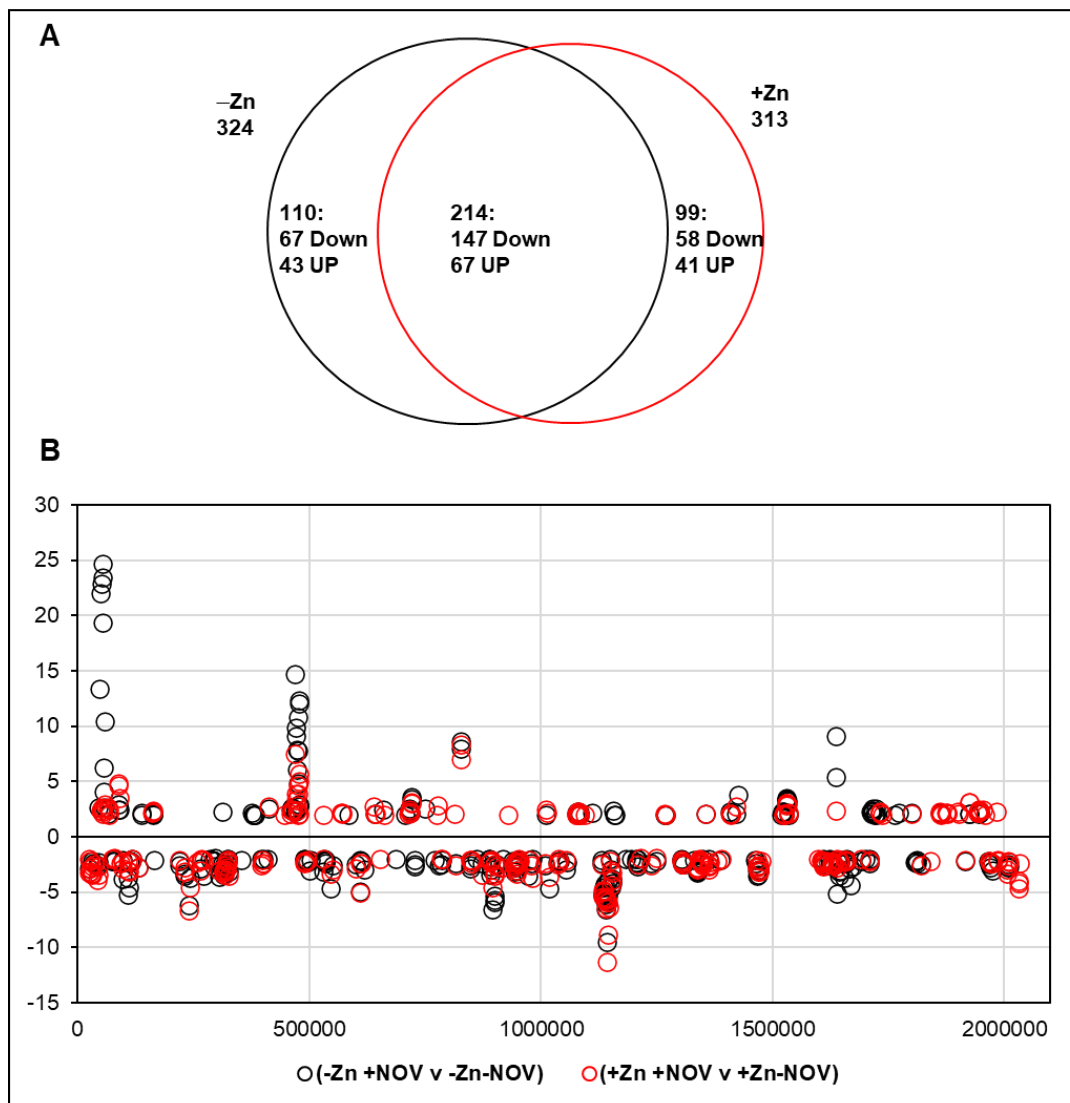 A
–Zn
324
+Zn
313
110:
67 Down
43 UP
214:
147 Down
67 UP
99:
58 Down
41 UP
B
30
25
20
15
10
5
0
-5
-10
-15
0 500000 1000000 1500000 2000000
(-Zn +NOV v -Zn-NOV) (+Zn +NOV v +Zn-NOV)